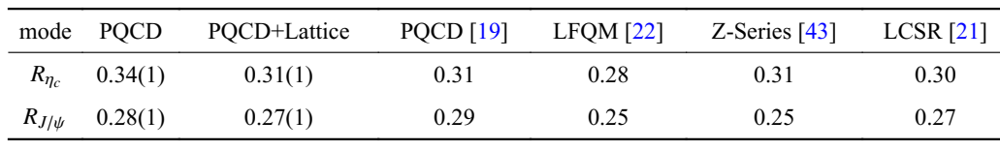 mode PQCD PQCD+Lattice PQCD [19] LFQM [22] Z-Series [43] LCSR [21]
R_{η_c} 0.34(1) 0.31(1) 0.31 0.28 0.31 0.30
R_{J/ψ} 0.28(1) 0.27(1) 0.29 0.25 0.25 0.27